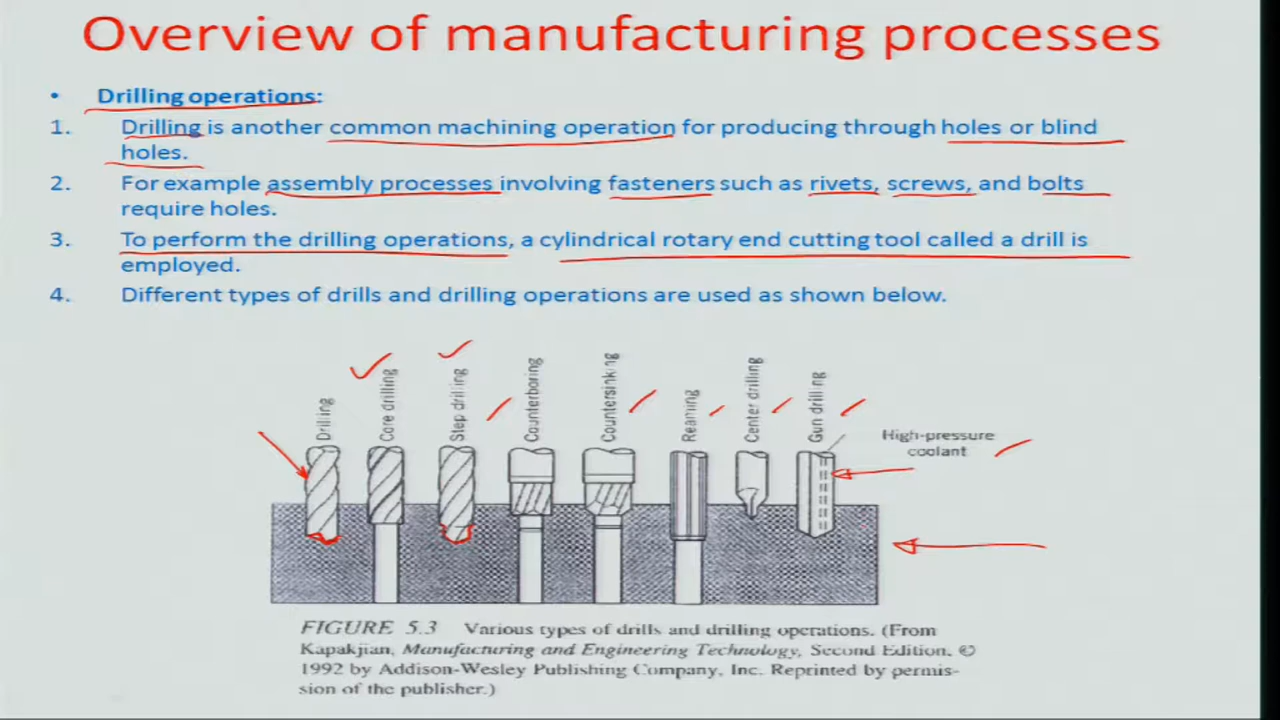 Overview of manufacturing processes
• Drilling operations:
1. Drilling is another common machining operation for producing through holes or blind
holes.
2. For example assembly processes involving fasteners such as rivets, screws, and bolts
require holes.
3. To perform the drilling operations, a cylindrical rotary end cutting tool called a drill is
employed.
4. Different types of drills and drilling operations are used as shown below.
Drilling
Core drilling
Step drilling
Counterboring
Countersinking
Reaming
Center drilling
Gun drilling
High-pressure
coolant
FIGURE 5.3 Various types of drills and drilling operations. (From
Kapakjian, Manufacturing and Engineering Technology, Second Edition. ©
1992 by Addison-Wesley Publishing Company, Inc. Reprinted by permis-
sion of the publisher.)